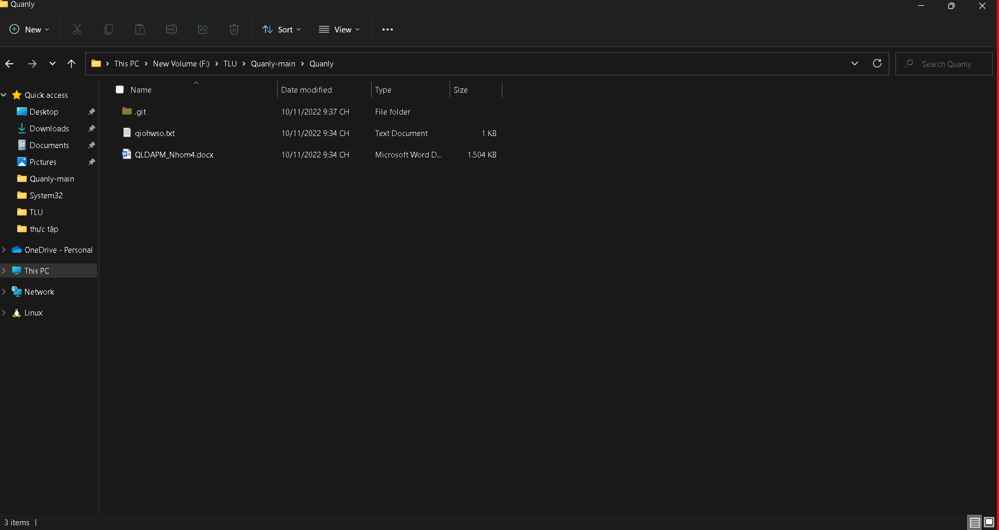 Quanly
New
Sort
View
This PC > New Volume (F:) > TLU > Quanly-main > Quanly
Search Quanly
Quick access
Desktop
Downloads
Documents
Pictures
Quanly-main
System32
TLU
thực tập
OneDrive - Personal
This PC
Network
Linux
Name Date modified Type Size
.git 10/11/2022 9:37 CH File folder
qiohwso.txt 10/11/2022 9:34 CH Text Document 1 KB
QLDAPM_Nhom4.docx 10/11/2022 9:34 CH Microsoft Word D... 1.504 KB
3 items